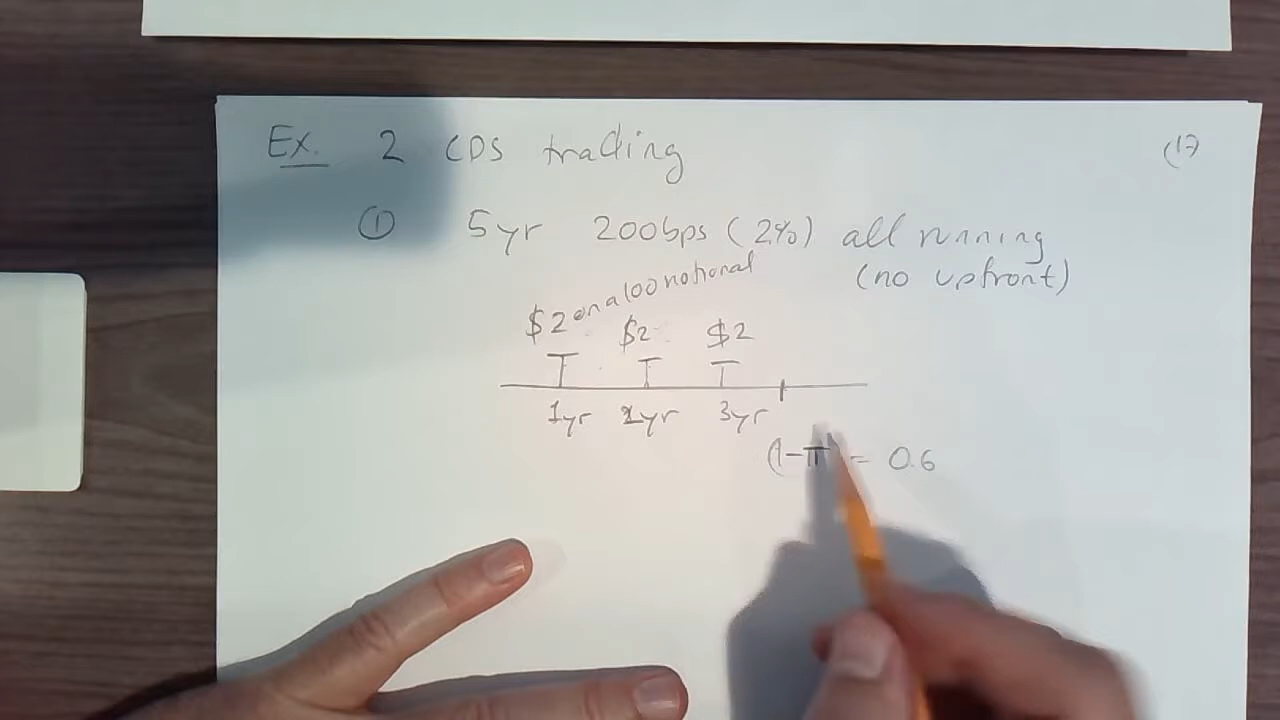 Ex. 2 CDS trading (17
① 5yr 200bps (2%) all running
(no upfront)
$2 on a 100 notional $2 $2
1yr 2yr 3yr
(1-π) = 0.6